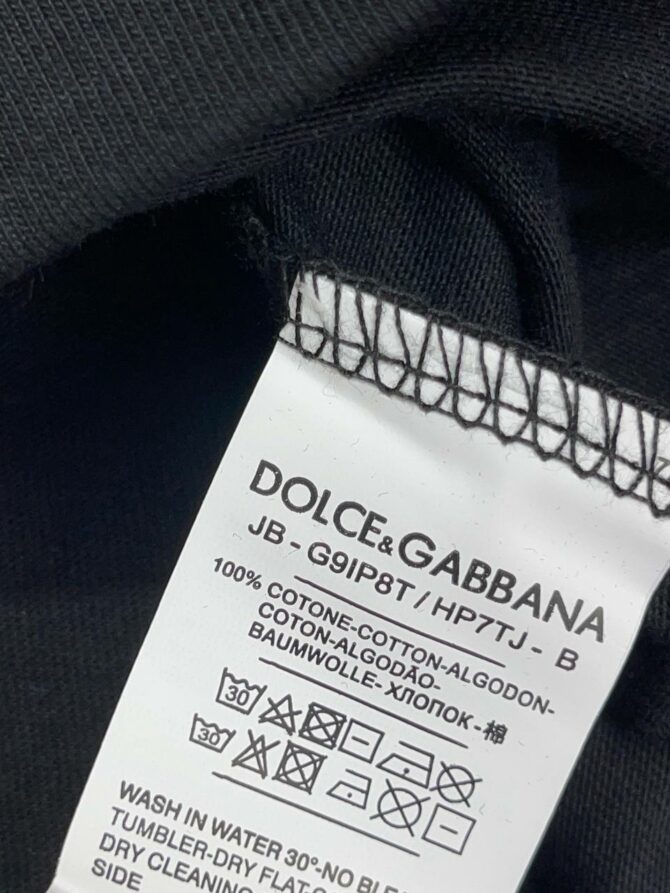 DOLCE&GABBANA
JB - G9IP8T / HP7TJ - B
100% COTONE-COTTON-ALGODON-
COTON-ALGODÃO-
BAUMWOLLE- ХЛОПОК -棉
30
30
WASH IN WATER 30°-NO BLE
TUMBLER-DRY FLAT-
DRY CLEANING
SIDE